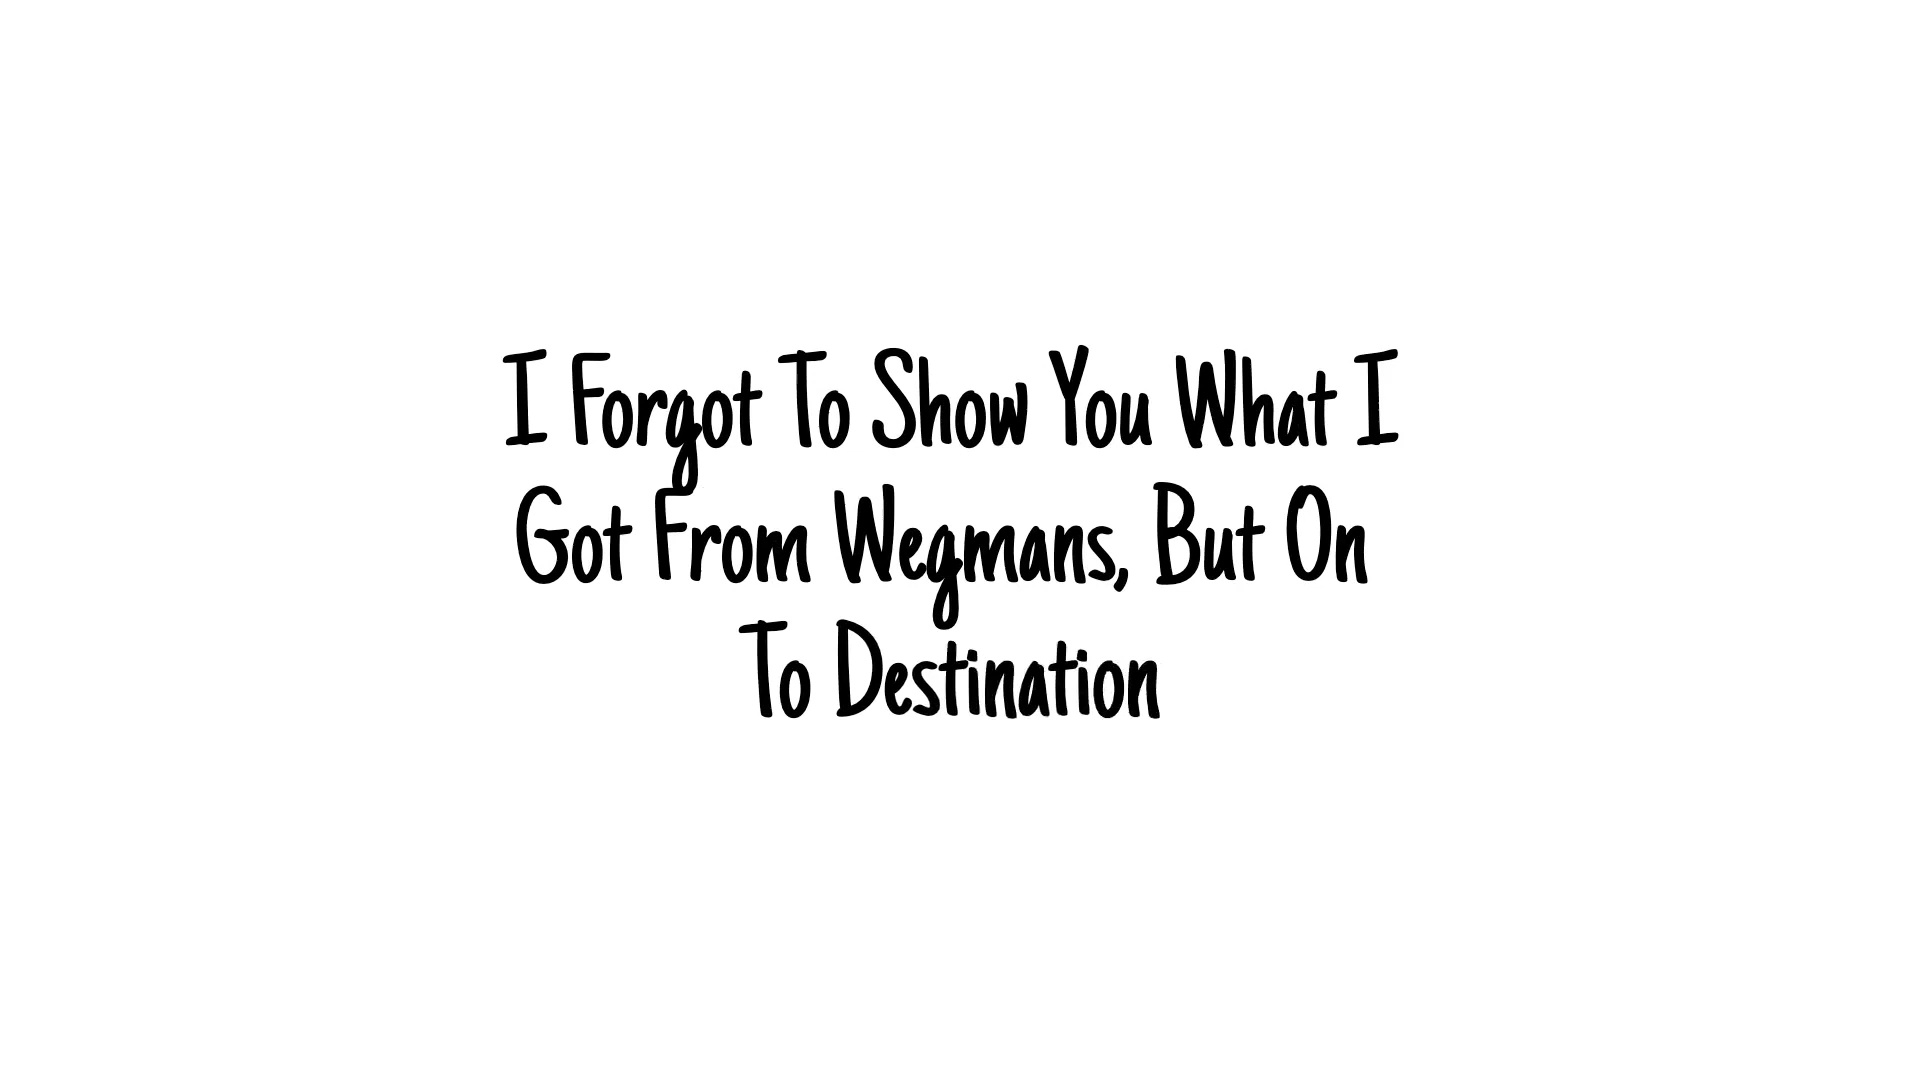 I Forgot To Show You What I
Got From Wegmans, But On
To Destination